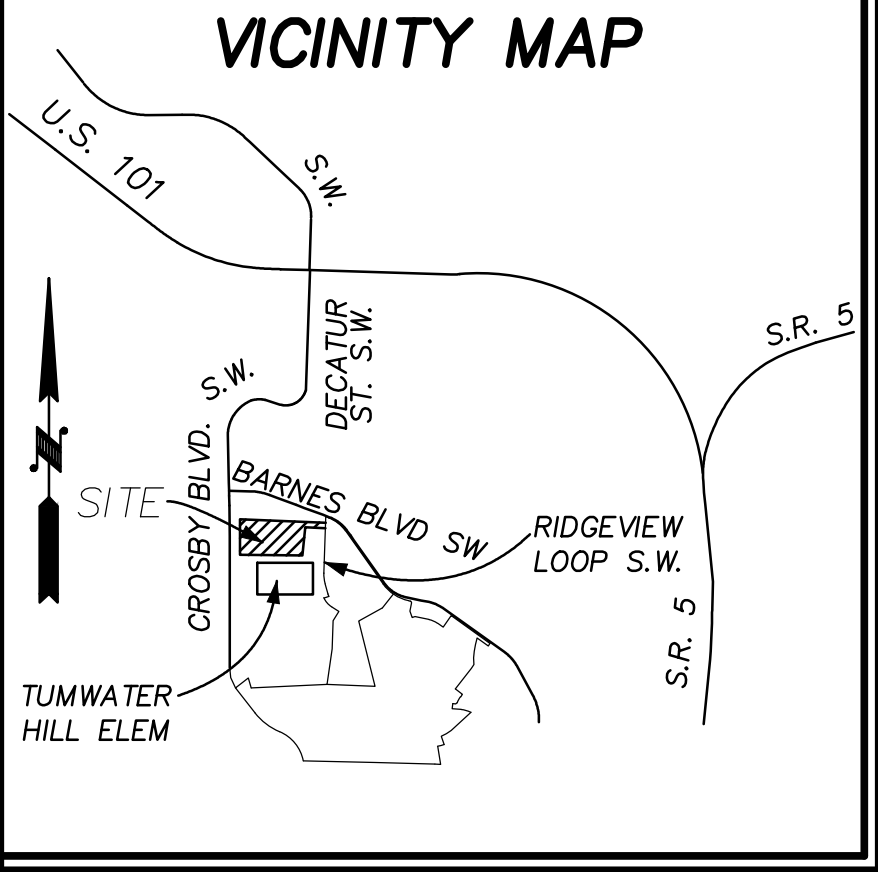 VICINITY MAP
U.S. 101
S.W.
S.R. 5
DECATUR
ST. S.W.
S.W.
CROSBY BLVD.
BARNES BLVD SW
SITE
RIDGEVIEW
LOOP S.W.
S.R. 5
TUMWATER
HILL ELEM
N